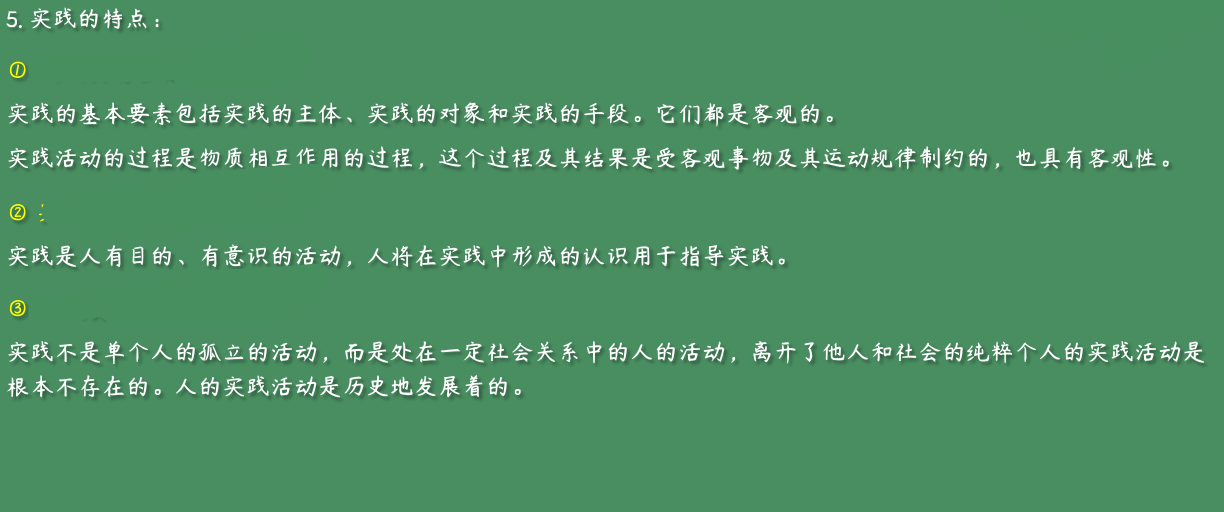 5. 实践的特点：
①
实践的基本要素包括实践的主体、实践的对象和实践的手段。它们都是客观的。
实践活动的过程是物质相互作用的过程，这个过程及其结果是受客观事物及其运动规律制约的，也具有客观性。
②
实践是人有目的、有意识的活动，人将在实践中形成的认识用于指导实践。
③
实践不是单个人的孤立的活动，而是处在一定社会关系中的人的活动，离开了他人和社会的纯粹个人的实践活动是
根本不存在的。人的实践活动是历史地发展着的。